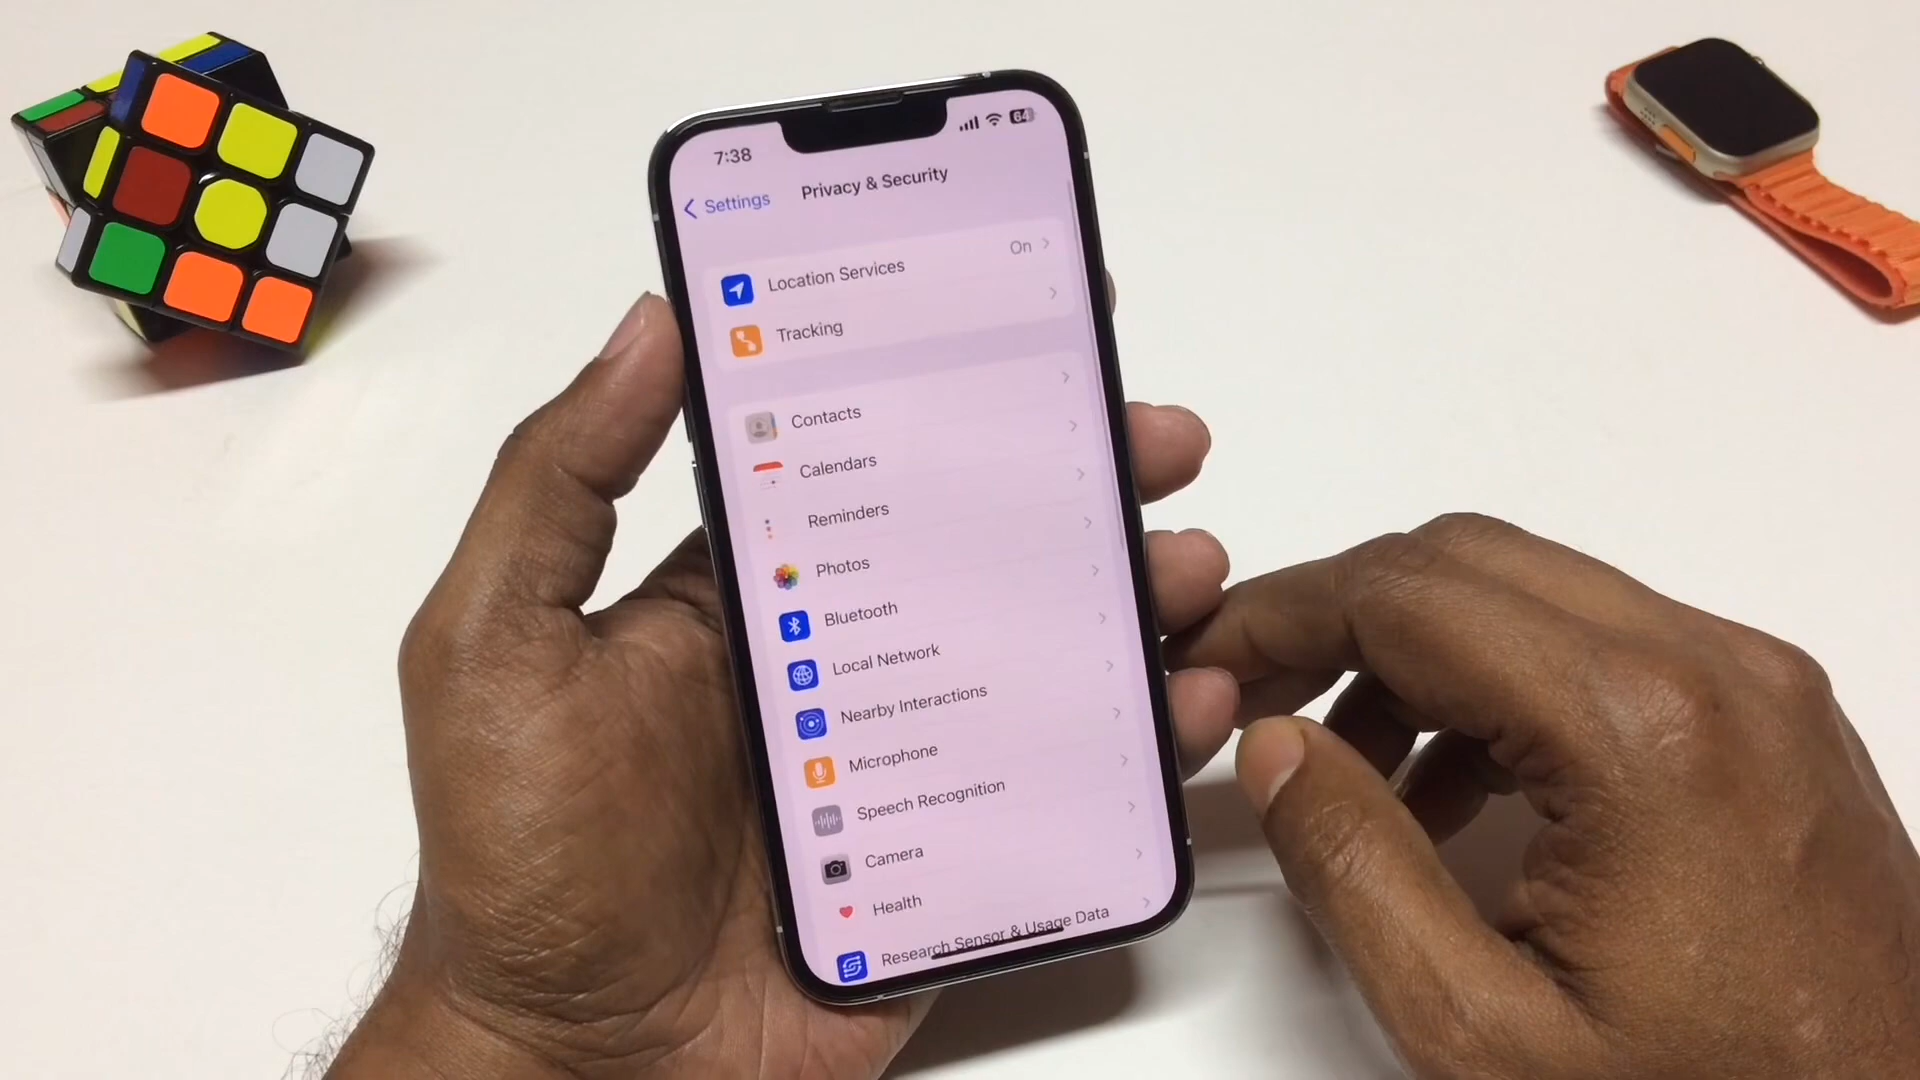 7:38
64
Settings
Privacy & Security
Location Services
On
Tracking
Contacts
Calendars
Reminders
Photos
Bluetooth
Local Network
Nearby Interactions
Microphone
Speech Recognition
Camera
Health
Research Sensor & Usage Data